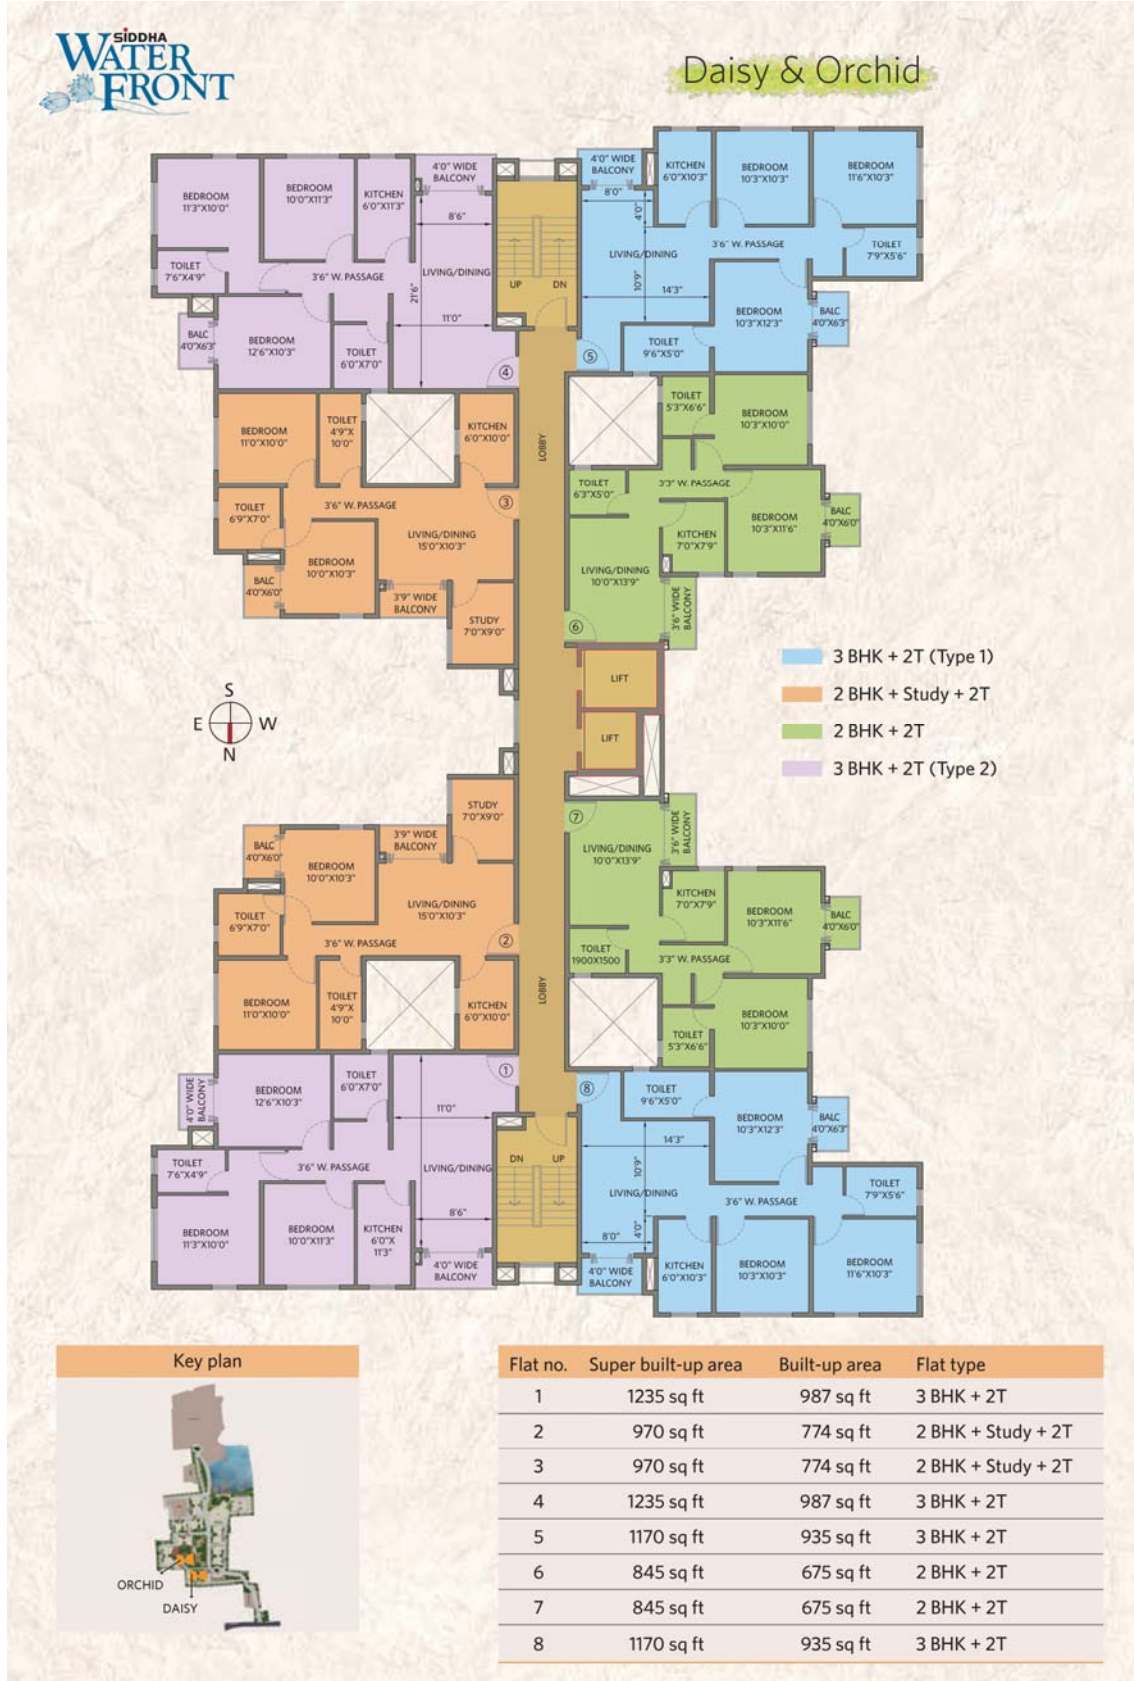 SIDDHA
WATER
FRONT
Daisy & Orchid
BEDROOM
11'3"X10'0"
BEDROOM
10'0"X11'3"
KITCHEN
6'0"X11'3"
4'0" WIDE
BALCONY
8'6"
TOILET
7'6"X4'9"
3'6" W. PASSAGE
LIVING/DINING
21'6"
11'0"
BALC
4'0"X6'3"
BEDROOM
12'6"X10'3"
TOILET
6'0"X7'0"
④
UP
DN
4'0" WIDE
BALCONY
8'0"
4'0"
KITCHEN
6'0"X10'3"
BEDROOM
10'3"X10'3"
BEDROOM
11'6"X10'3"
3'6" W. PASSAGE
TOILET
7'9"X5'6"
LIVING/DINING
10'9"
14'3"
BEDROOM
10'3"X12'3"
BALC
4'0"X6'3"
TOILET
9'6"X5'0"
⑤
BEDROOM
11'0"X10'0"
TOILET
4'9"X
10'0"
KITCHEN
6'0"X10'0"
LOBBY
TOILET
6'9"X7'0"
3'6" W. PASSAGE
③
LIVING/DINING
15'0"X10'3"
BEDROOM
10'0"X10'3"
BALC
4'0"X6'0"
3'9" WIDE
BALCONY
STUDY
7'0"X9'0"
TOILET
5'3"X6'6"
BEDROOM
10'3"X10'0"
TOILET
6'3"X5'0"
3'3" W. PASSAGE
BEDROOM
10'3"X11'6"
BALC
4'0"X6'0"
KITCHEN
7'0"X7'9"
LIVING/DINING
10'0"X13'9"
3'6" WIDE
BALCONY
⑥
LIFT
LIFT
3 BHK + 2T (Type 1)
2 BHK + Study + 2T
2 BHK + 2T
3 BHK + 2T (Type 2)
S
E
W
N
STUDY
7'0"X9'0"
3'9" WIDE
BALCONY
BALC
4'0"X6'0"
BEDROOM
10'0"X10'3"
LIVING/DINING
15'0"X10'3"
TOILET
6'9"X7'0"
3'6" W. PASSAGE
②
BEDROOM
11'0"X10'0"
TOILET
4'9"X
10'0"
KITCHEN
6'0"X10'0"
LOBBY
⑦
3'6" WIDE
BALCONY
LIVING/DINING
10'0"X13'9"
KITCHEN
7'0"X7'9"
BEDROOM
10'3"X11'6"
BALC
4'0"X6'0"
TOILET
1900X1500
3'3" W. PASSAGE
BEDROOM
10'3"X10'0"
TOILET
5'3"X6'6"
4'0" WIDE
BALCONY
BEDROOM
12'6"X10'3"
TOILET
6'0"X7'0"
①
11'0"
TOILET
7'6"X4'9"
3'6" W. PASSAGE
LIVING/DINING
BEDROOM
11'3"X10'0"
BEDROOM
10'0"X11'3"
KITCHEN
6'0"X
11'3"
8'6"
4'0" WIDE
BALCONY
DN
UP
⑧
TOILET
9'6"X5'0"
BEDROOM
10'3"X12'3"
BALC
4'0"X6'3"
14'3"
10'9"
LIVING/DINING
TOILET
7'9"X5'6"
3'6" W. PASSAGE
8'0"
4'0"
4'0" WIDE
BALCONY
KITCHEN
6'0"X10'3"
BEDROOM
10'3"X10'3"
BEDROOM
11'6"X10'3"
Key plan
ORCHID
DAISY
Flat no. Super built-up area Built-up area Flat type
1 1235 sq ft 987 sq ft 3 BHK + 2T
2 970 sq ft 774 sq ft 2 BHK + Study + 2T
3 970 sq ft 774 sq ft 2 BHK + Study + 2T
4 1235 sq ft 987 sq ft 3 BHK + 2T
5 1170 sq ft 935 sq ft 3 BHK + 2T
6 845 sq ft 675 sq ft 2 BHK + 2T
7 845 sq ft 675 sq ft 2 BHK + 2T
8 1170 sq ft 935 sq ft 3 BHK + 2T